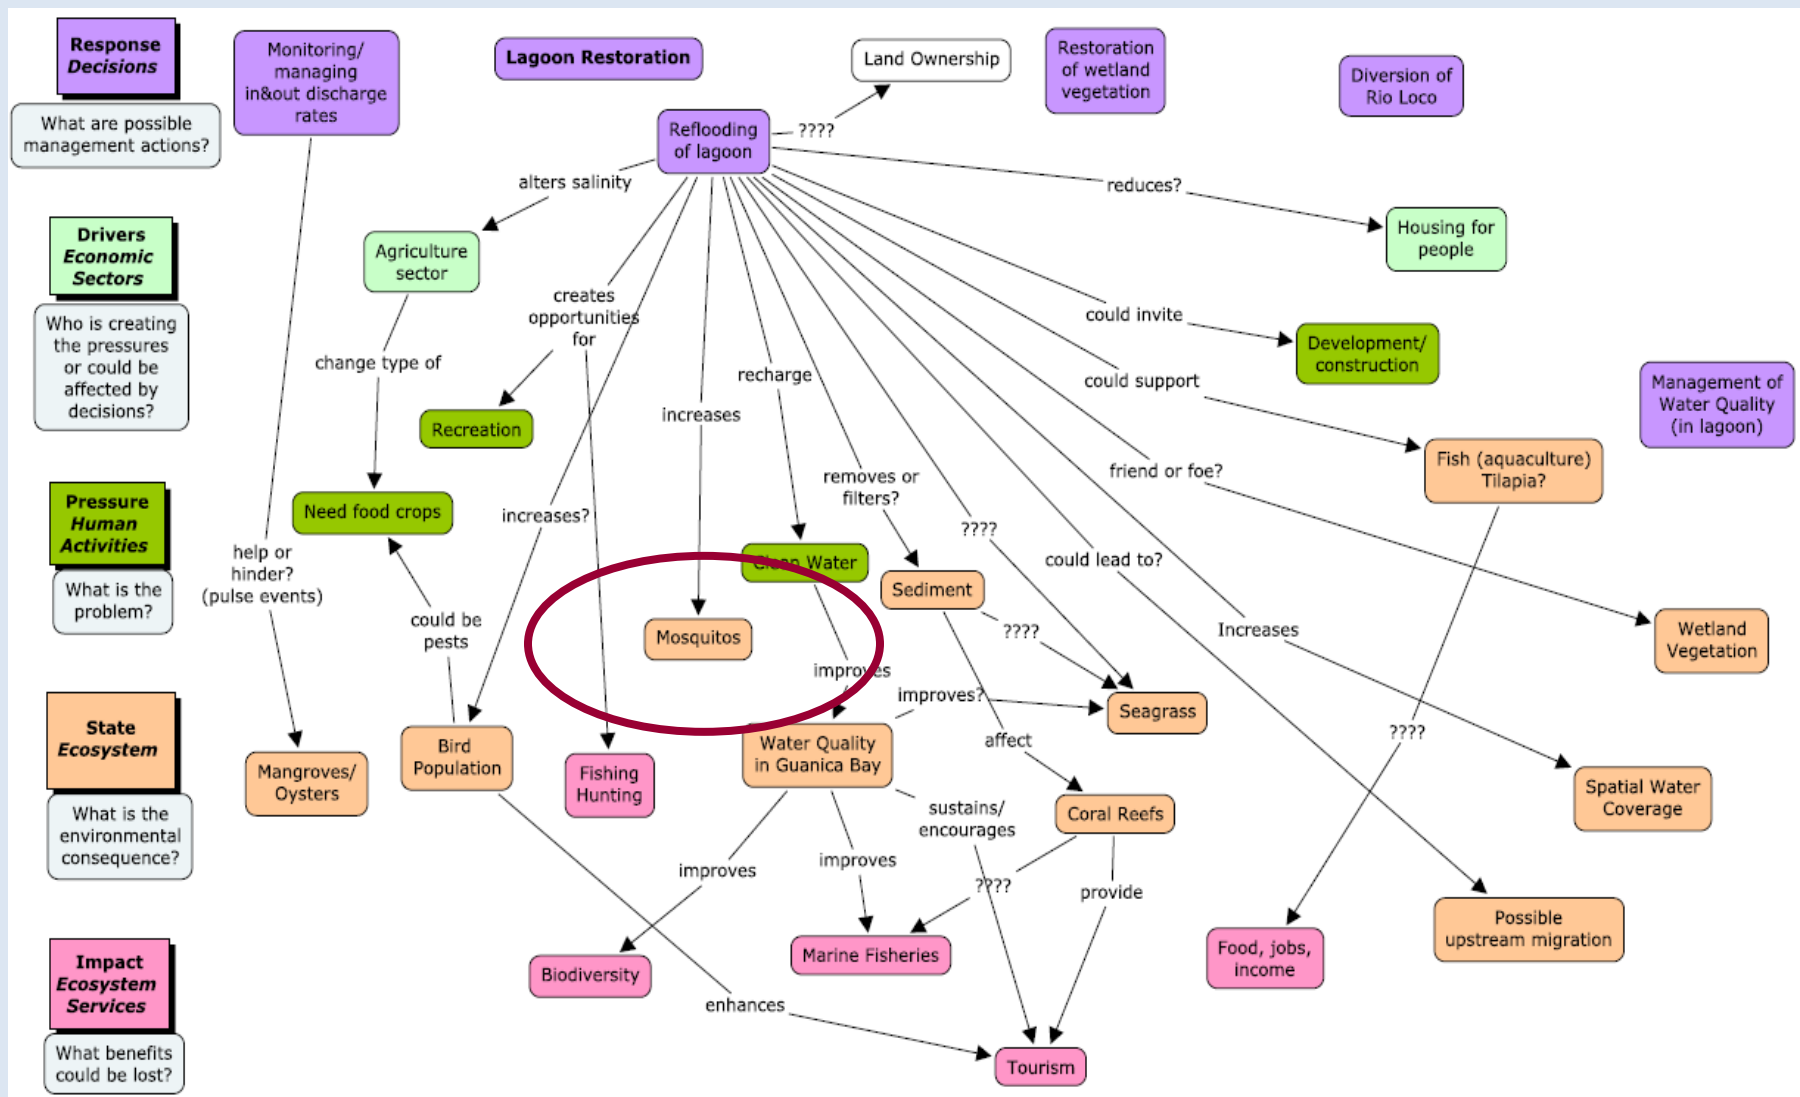 Response
Decisions
What are possible
management actions?
Monitoring/
managing
in&out discharge
rates
Lagoon Restoration
Land Ownership
Restoration
of wetland
vegetation
Diversion of
Rio Loco
Reflooding
of lagoon
????
alters salinity
reduces?
Drivers
Economic
Sectors
Who is creating
the pressures
or could be
affected by
decisions?
Agriculture
sector
Housing for
people
creates
opportunities
for
could invite
Development/
construction
change type of
recharge
could support
Management of
Water Quality
(in lagoon)
increases
Recreation
friend or foe?
Fish (aquaculture)
Tilapia?
removes or
filters?
Pressure
Human
Activities
What is the
problem?
Need food crops
increases?
????
help or
hinder?
(pulse events)
Clean Water
could lead to?
Sediment
could be
pests
Mosquitos
????
Increases
Wetland
Vegetation
improves
improves?
Seagrass
State
Ecosystem
What is the
environmental
consequence?
Mangroves/
Oysters
Bird
Population
Fishing
Hunting
Water Quality
in Guanica Bay
affect
????
sustains/
encourages
Coral Reefs
Spatial Water
Coverage
improves
improves
????
provide
Impact
Ecosystem
Services
What benefits
could be lost?
Biodiversity
Marine Fisheries
Food, jobs,
income
Possible
upstream migration
enhances
Tourism